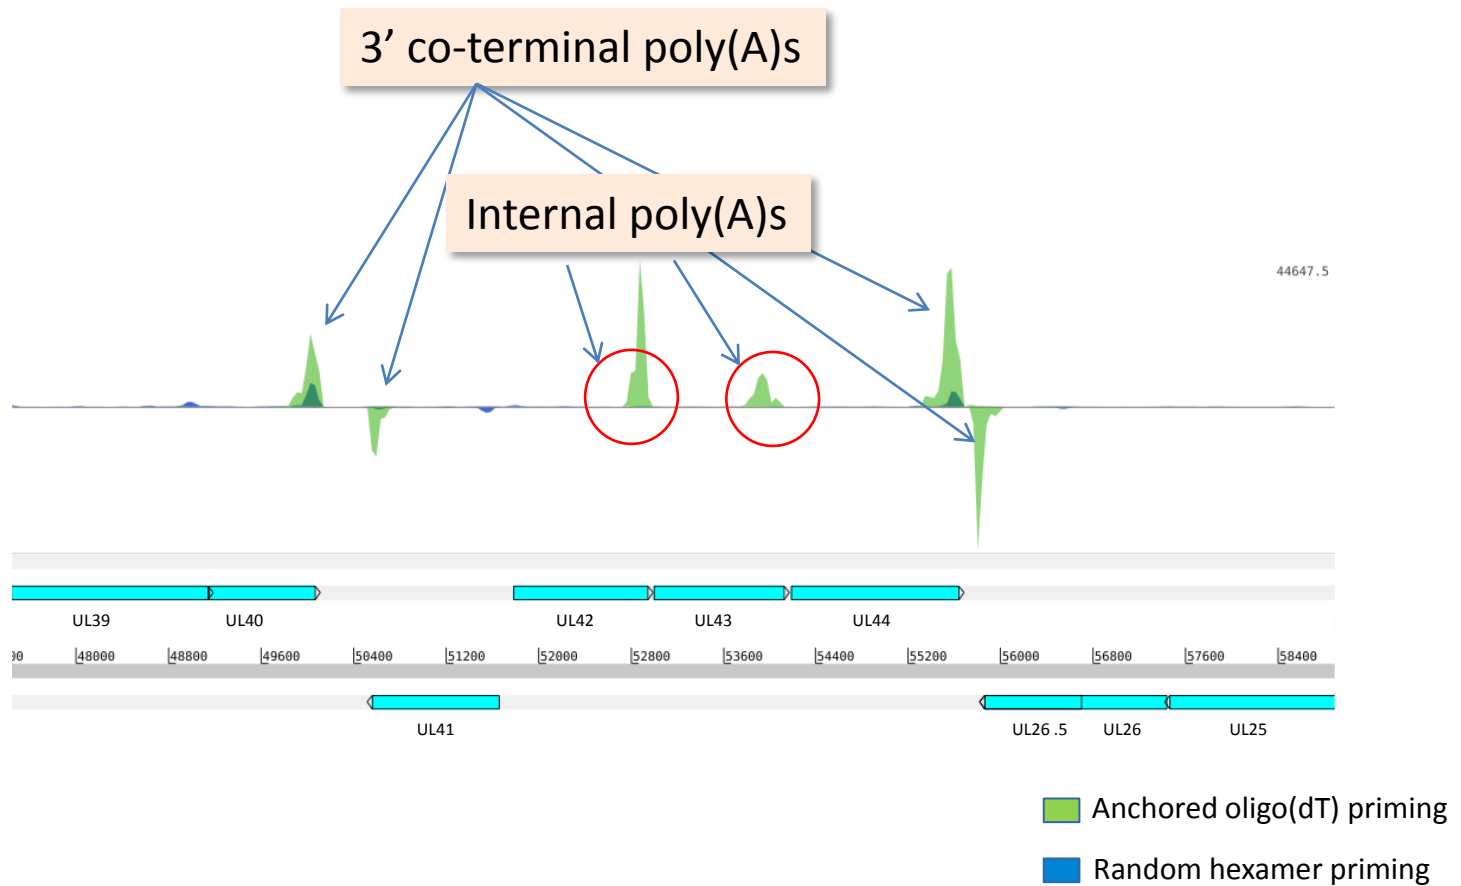 3’ co-terminal poly(A)s
Internal poly(A)s
44647.5
UL39 UL40 UL42 UL43 UL44
00 48000 48800 49600 50400 51200 52000 52800 53600 54400 55200 56000 56800 57600 58400
UL41 UL26 .5 UL26 UL25
Anchored oligo(dT) priming
Random hexamer priming